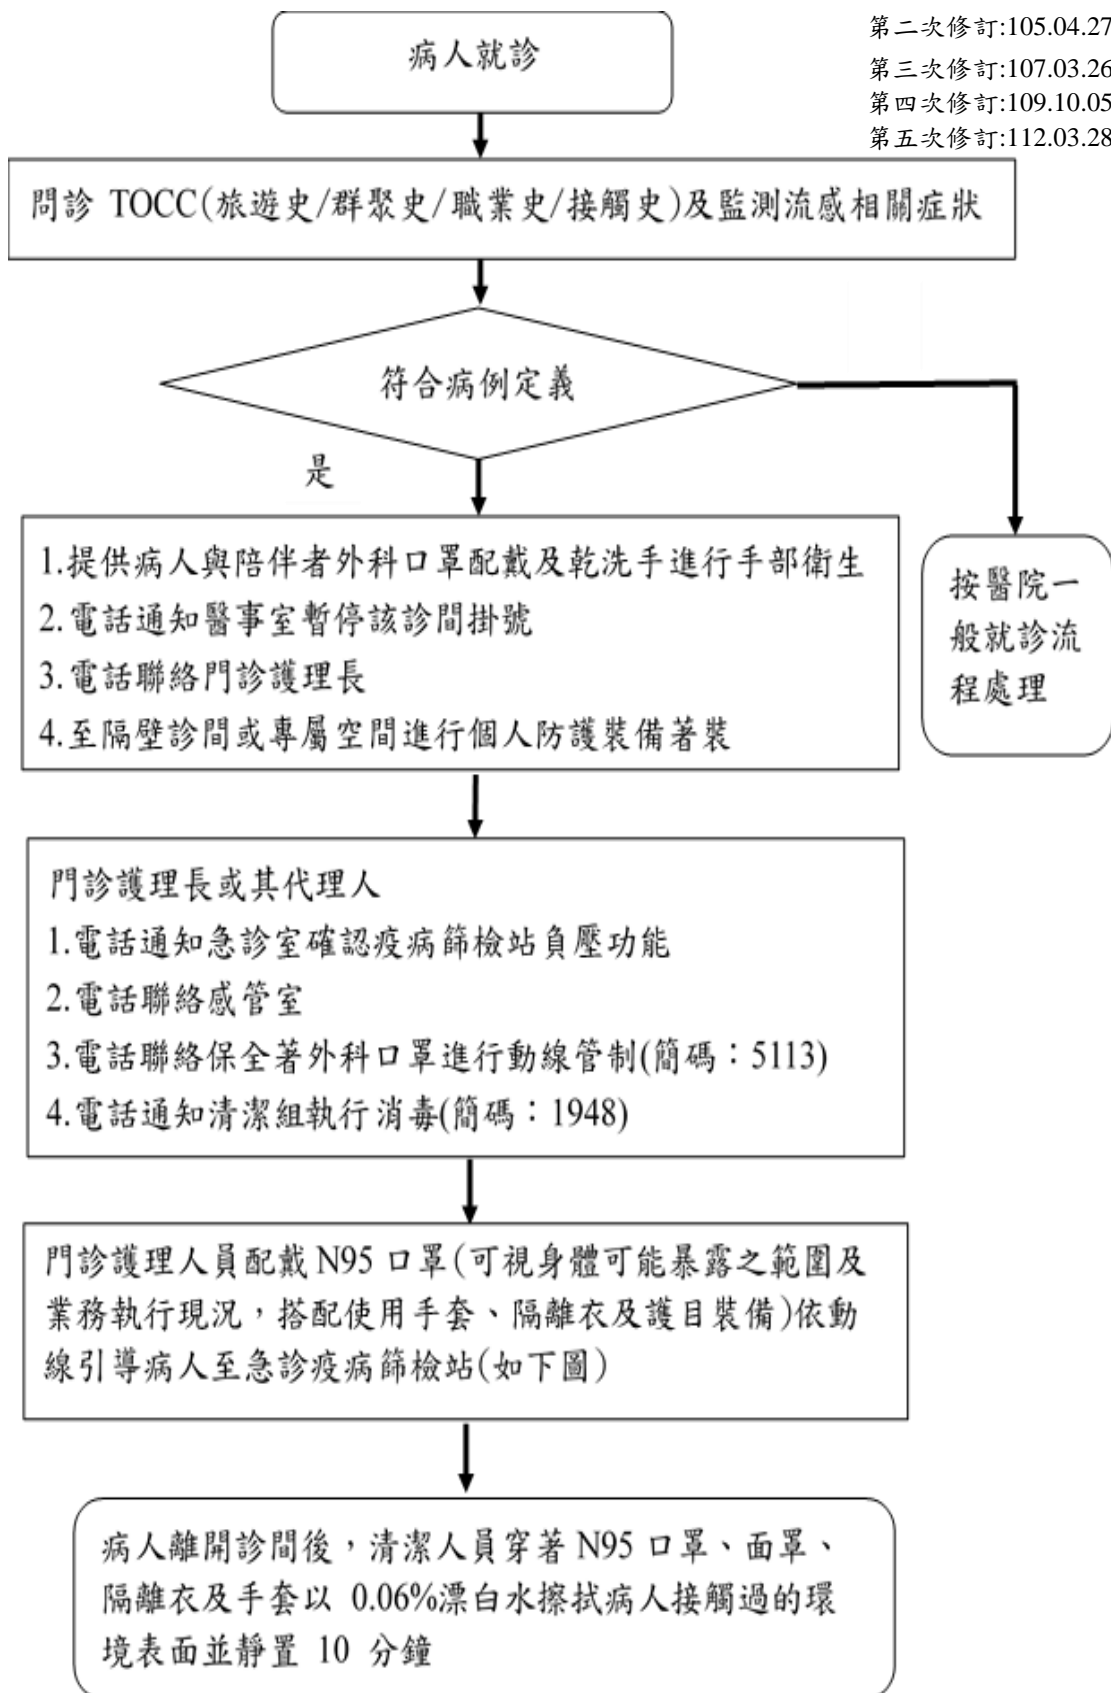 第二次修訂:105.04.27
第三次修訂:107.03.26
第四次修訂:109.10.05
第五次修訂:112.03.28
病人就診
問診 TOCC(旅遊史/群聚史/職業史/接觸史)及監測流感相關症狀
符合病例定義
是
1.提供病人與陪伴者外科口罩配戴及乾洗手進行手部衛生
2.電話通知醫事室暫停該診間掛號
3.電話聯絡門診護理長
4.至隔壁診間或專屬空間進行個人防護裝備著裝
按醫院一
般就診流
程處理
門診護理長或其代理人
1.電話通知急診室確認疫病篩檢站負壓功能
2.電話聯絡感管室
3.電話聯絡保全著外科口罩進行動線管制(簡碼：5113)
4.電話通知清潔組執行消毒(簡碼：1948)
門診護理人員配戴 N95 口罩(可視身體可能暴露之範圍及
業務執行現況，搭配使用手套、隔離衣及護目裝備)依動
線引導病人至急診疫病篩檢站(如下圖)
病人離開診間後，清潔人員穿著 N95 口罩、面罩、
隔離衣及手套以 0.06%漂白水擦拭病人接觸過的環
境表面並靜置 10 分鐘